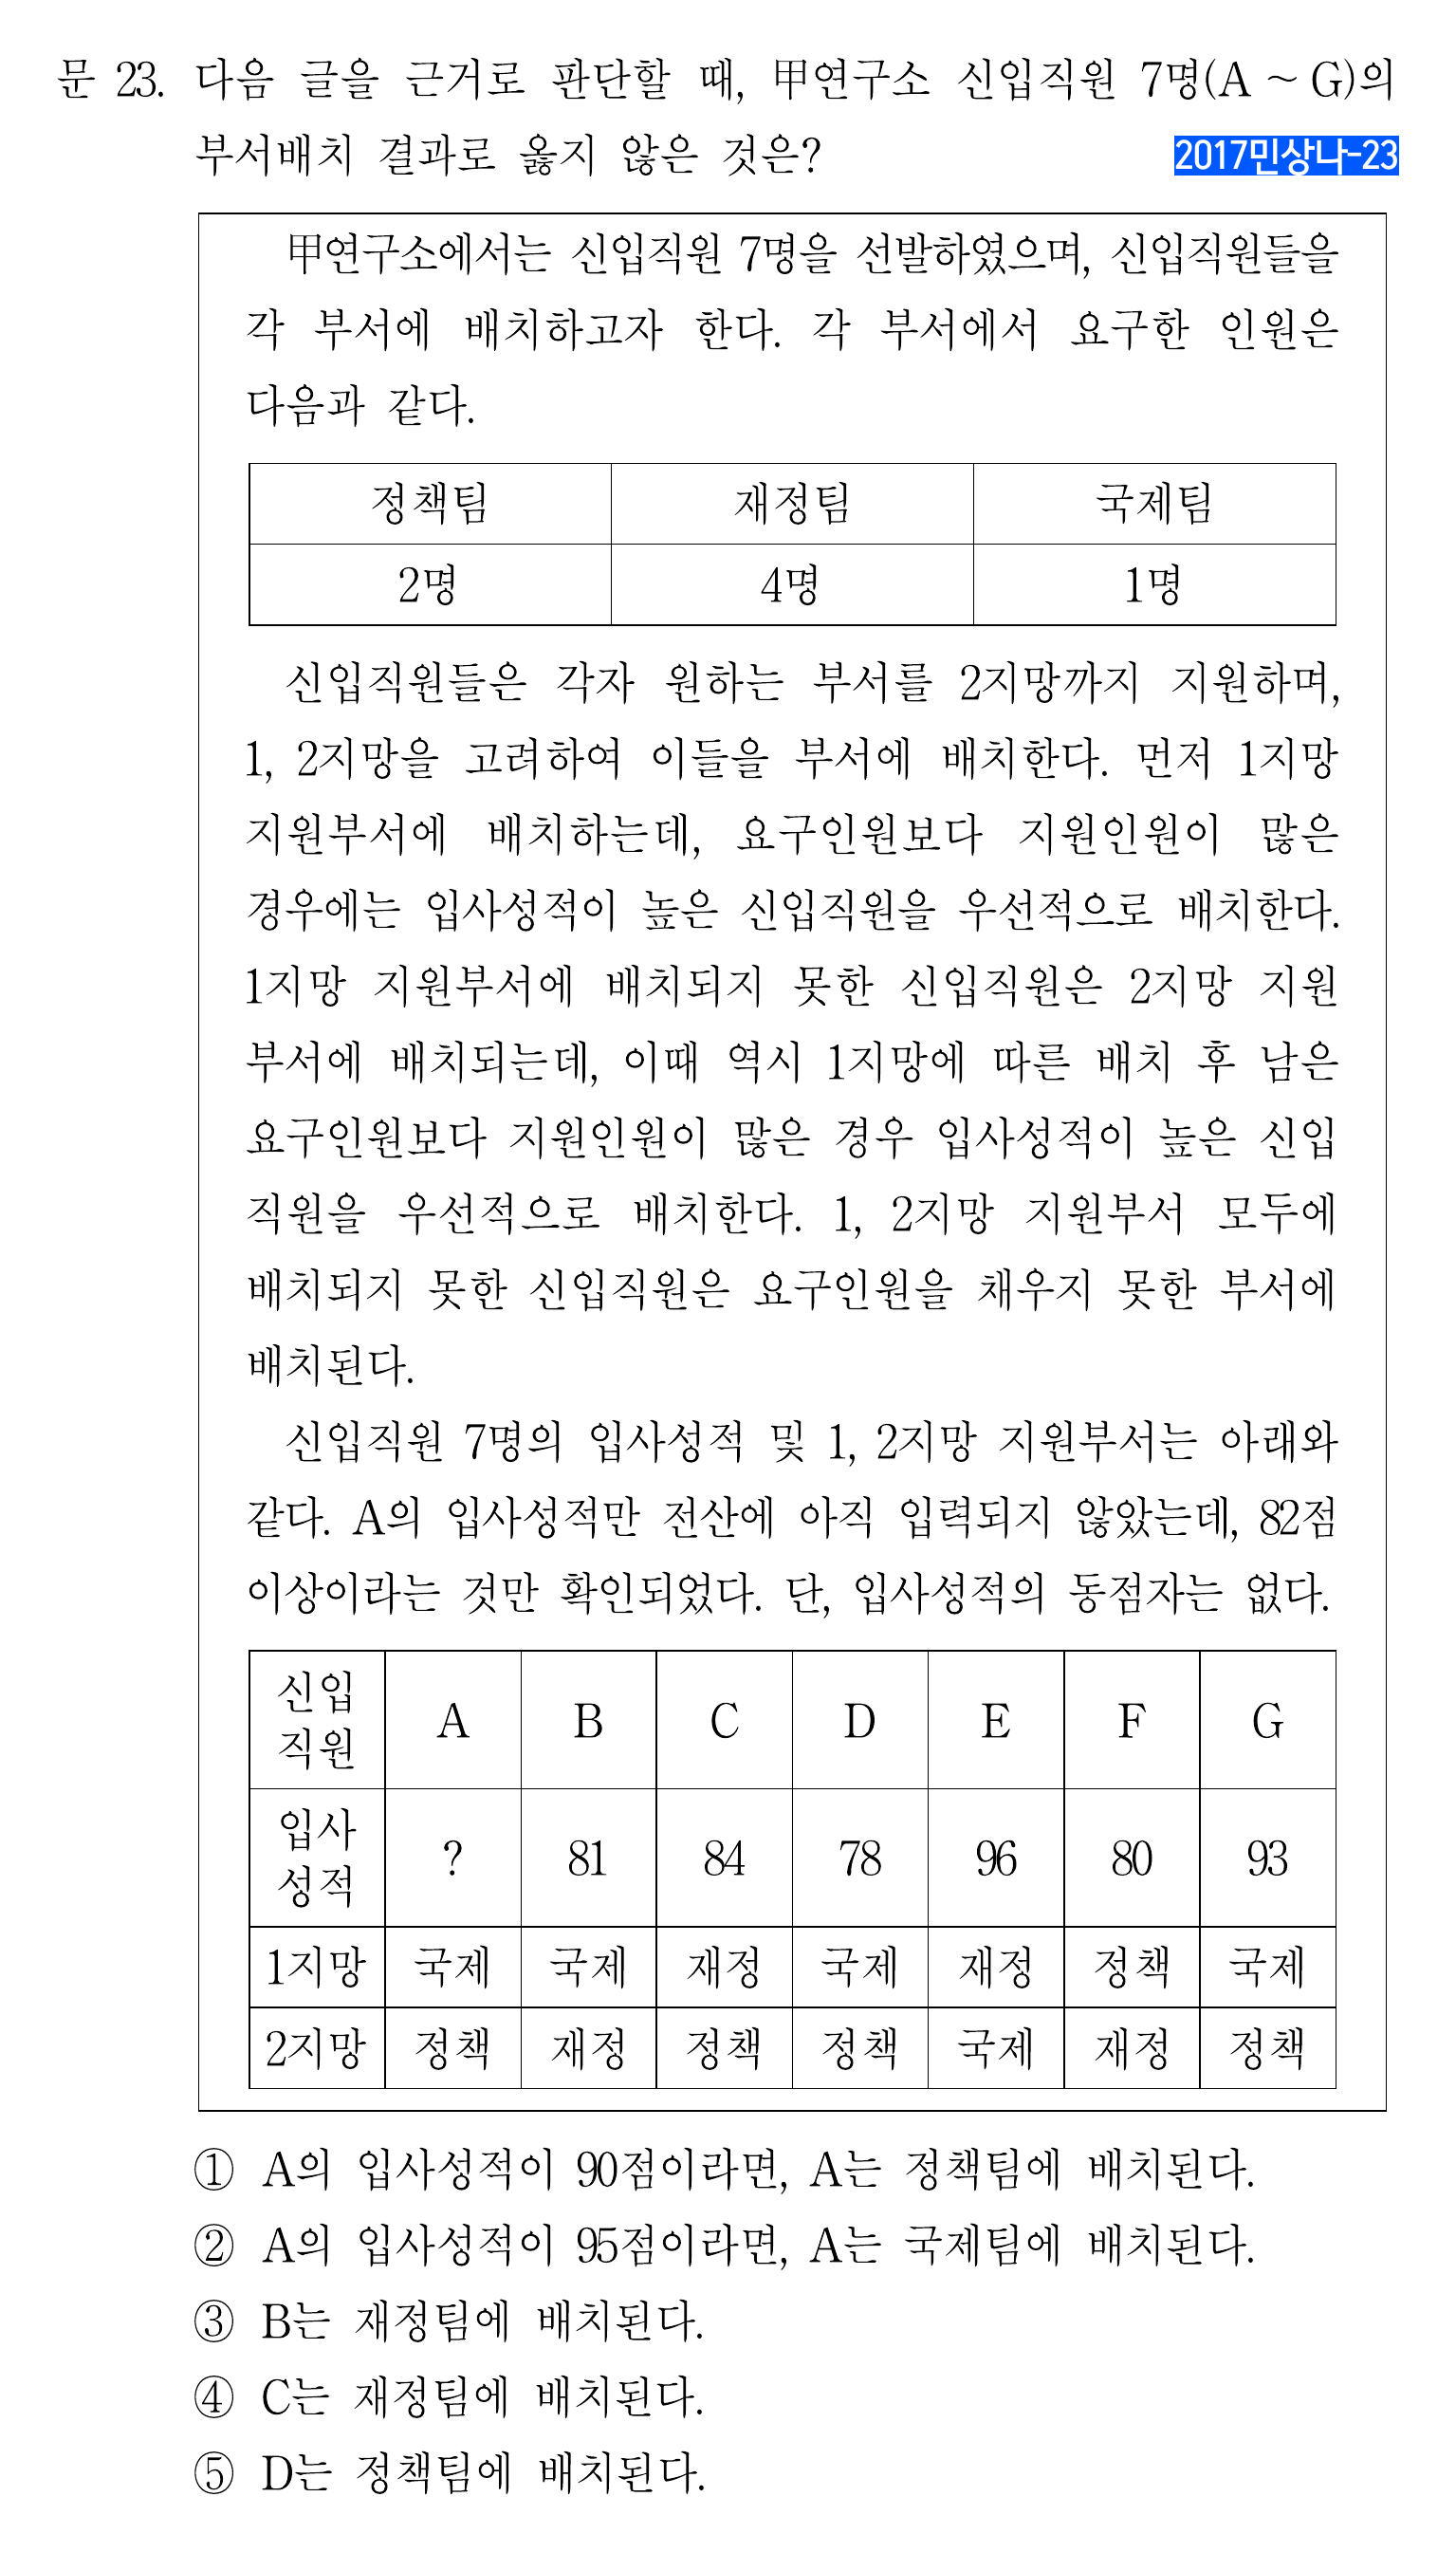 문 23. 다음 글을 근거로 판단할 때, 甲연구소 신입직원 7명(A ~ G)의
부서배치 결과로 옳지 않은 것은?
2017민상나-23
甲연구소에서는 신입직원 7명을 선발하였으며, 신입직원들을
각 부서에 배치하고자 한다. 각 부서에서 요구한 인원은
다음과 같다.
정책팀 재정팀 국제팀
2명 4명 1명
신입직원들은 각자 원하는 부서를 2지망까지 지원하며,
1, 2지망을 고려하여 이들을 부서에 배치한다. 먼저 1지망
지원부서에 배치하는데, 요구인원보다 지원인원이 많은
경우에는 입사성적이 높은 신입직원을 우선적으로 배치한다.
1지망 지원부서에 배치되지 못한 신입직원은 2지망 지원
부서에 배치되는데, 이때 역시 1지망에 따른 배치 후 남은
요구인원보다 지원인원이 많은 경우 입사성적이 높은 신입
직원을 우선적으로 배치한다. 1, 2지망 지원부서 모두에
배치되지 못한 신입직원은 요구인원을 채우지 못한 부서에
배치된다.
신입직원 7명의 입사성적 및 1, 2지망 지원부서는 아래와
같다. A의 입사성적만 전산에 아직 입력되지 않았는데, 82점
이상이라는 것만 확인되었다. 단, 입사성적의 동점자는 없다.
신입
직원 A B C D E F G
입사
성적 ? 81 84 78 96 80 93
1지망 국제 국제 재정 국제 재정 정책 국제
2지망 정책 재정 정책 정책 국제 재정 정책
① A의 입사성적이 90점이라면, A는 정책팀에 배치된다.
② A의 입사성적이 95점이라면, A는 국제팀에 배치된다.
③ B는 재정팀에 배치된다.
④ C는 재정팀에 배치된다.
⑤ D는 정책팀에 배치된다.